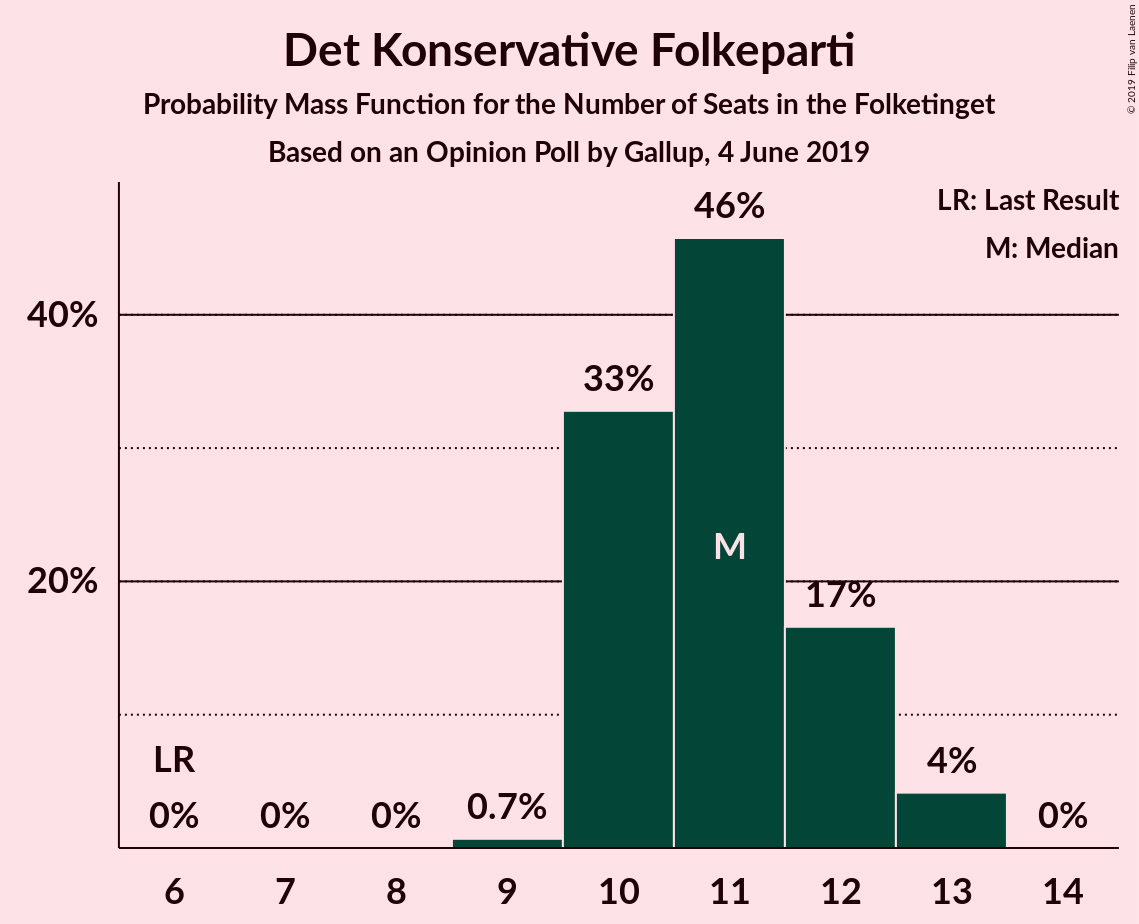 Det Konservative Folkeparti
Probability Mass Function for the Number of Seats in the Folketinget
Based on an Opinion Poll by Gallup, 4 June 2019
© 2019 Filip van Laenen
LR: Last Result
M: Median
46%
40%
33%
M
20%
17%
LR
4%
0%
0%
0%
0.7%
0%
6
7
8
9
10
11
12
13
14